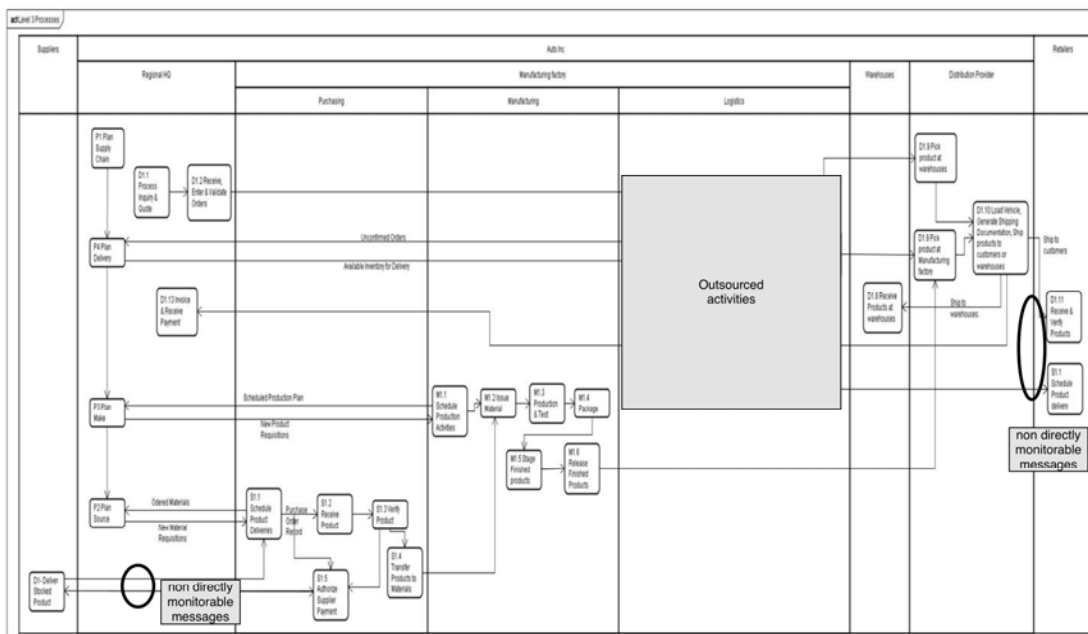 act Level 3 Processes
Suppliers
Auto Inc
Retailers
Regional HG
Manufacturing factory
Warehouses
Distribution Provider
Purchasing
Manufacturing
Logistics
P1 Plan
Supply
Chain
D1.1
Process
Inquiry &
Quote
D1.2 Receive,
Enter & Validate
Orders
D1.9 Pick
product at
warehouses
D1.10 Load Vehicle,
Generate Shipping
Documentation, Ship
products to
customers or
warehouses
Unconfirmed Orders
P4 Plan
Delivery
Available Inventory for Delivery
D1.9 Pick
product at
Manufacturing
factory
Ship to
customers
Outsourced
activities
D1.13 Invoice
& Receive
Payment
D1.8 Receive
Products at
warehouses
Ship to
warehouses
D1.11
Receive &
Verify
Products
S1.1
Schedule
Product
delivery
Scheduled Production Plan
P3 Plan
Make
New Product
Requisitions
M1.1
Schedule
Production
Activities
M1.2 Issue
Material
M1.3
Production
& Test
M1.4
Package
non directly
monitorable
messages
M1.5 Stage
Finished
products
M1.6
Release
Finished
Products
Odered Materials
P2 Plan
Source
New Material
Requisitions
S1.1
Schedule
Product
Deliveries
Purchase
Order
Record
S1.2
Receive
Product
S1.3 Verify
Product
S1.4
Transfer
Products to
Materials
D1- Deliver
Stocked
Product
non directly
monitorable
messages
S1.5
Authorize
Supplier
Payment